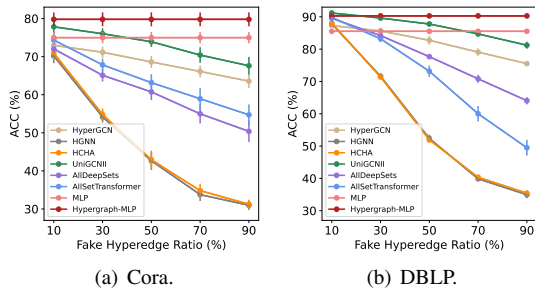 80
70
60
50
40
30
ACC (%)
HyperGCN
HGNN
HCHA
UniGCNII
AllDeepSets
AllSetTransformer
MLP
Hypergraph-MLP
10 30 50 70 90
Fake Hyperedge Ratio (%)
(a) Cora.
90
80
70
60
50
40
30
ACC (%)
HyperGCN
HGNN
HCHA
UniGCNII
AllDeepSets
AllSetTransformer
MLP
Hypergraph-MLP
10 30 50 70 90
Fake Hyperedge Ratio (%)
(b) DBLP.